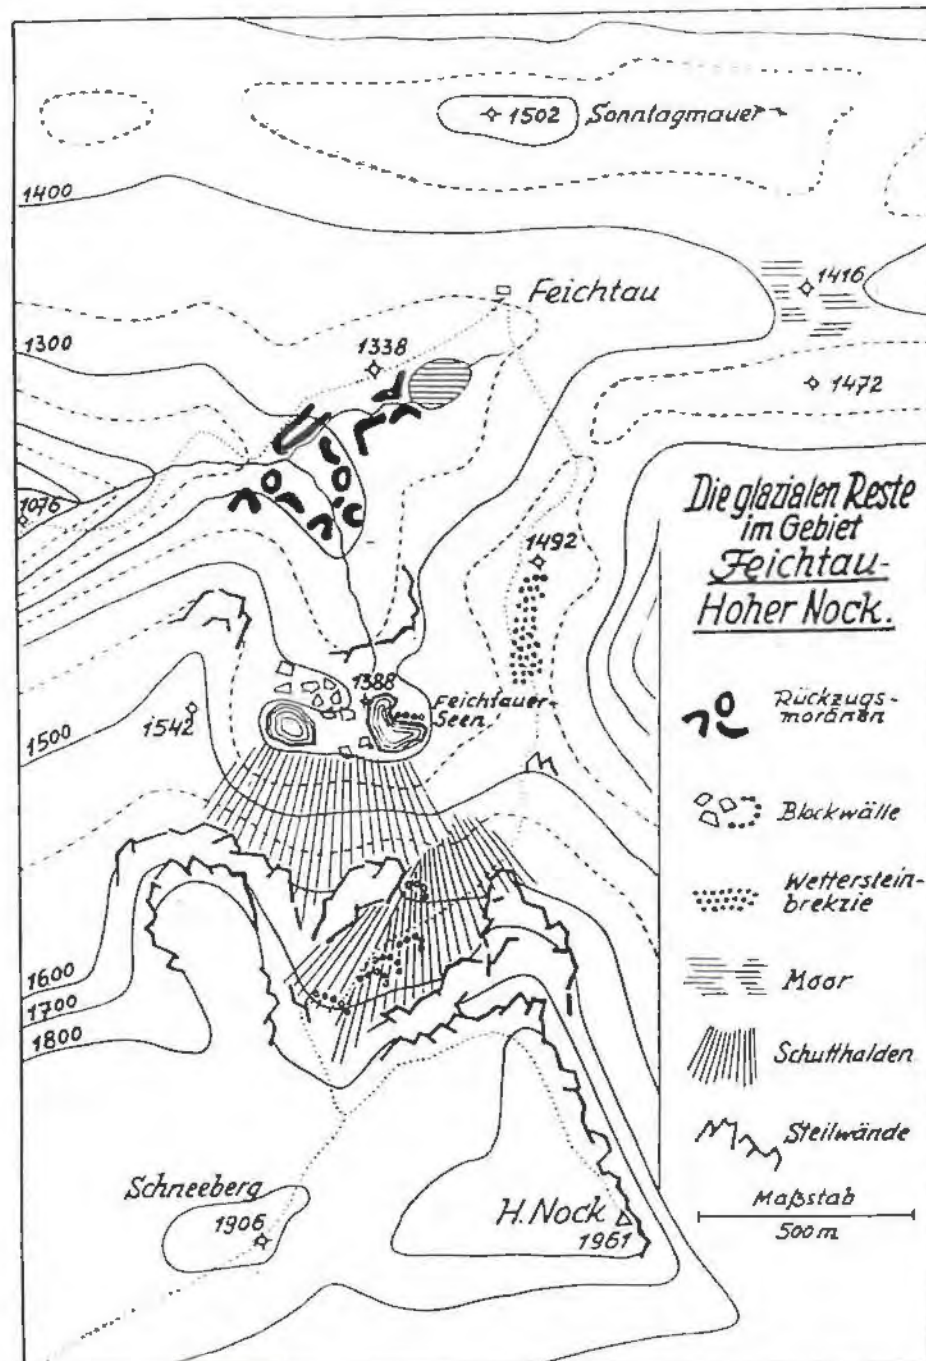 1502 Sonntagmauer
1400
1416
Feichtau
1300
1338
1472
1076
Die glazialen Reste
im Gebiet
Feichtau-
Hoher Nock.
1492
1388
Feichtauer-
Seen.
1542
1500
Rückzugs-
moränen
Blockwälle
Wetterstein-
brekzie
1600
1700
1800
Moor
Schutthalden
Steilwände
Schneeberg
1906
H. Nock
1961
Maßstab
500m